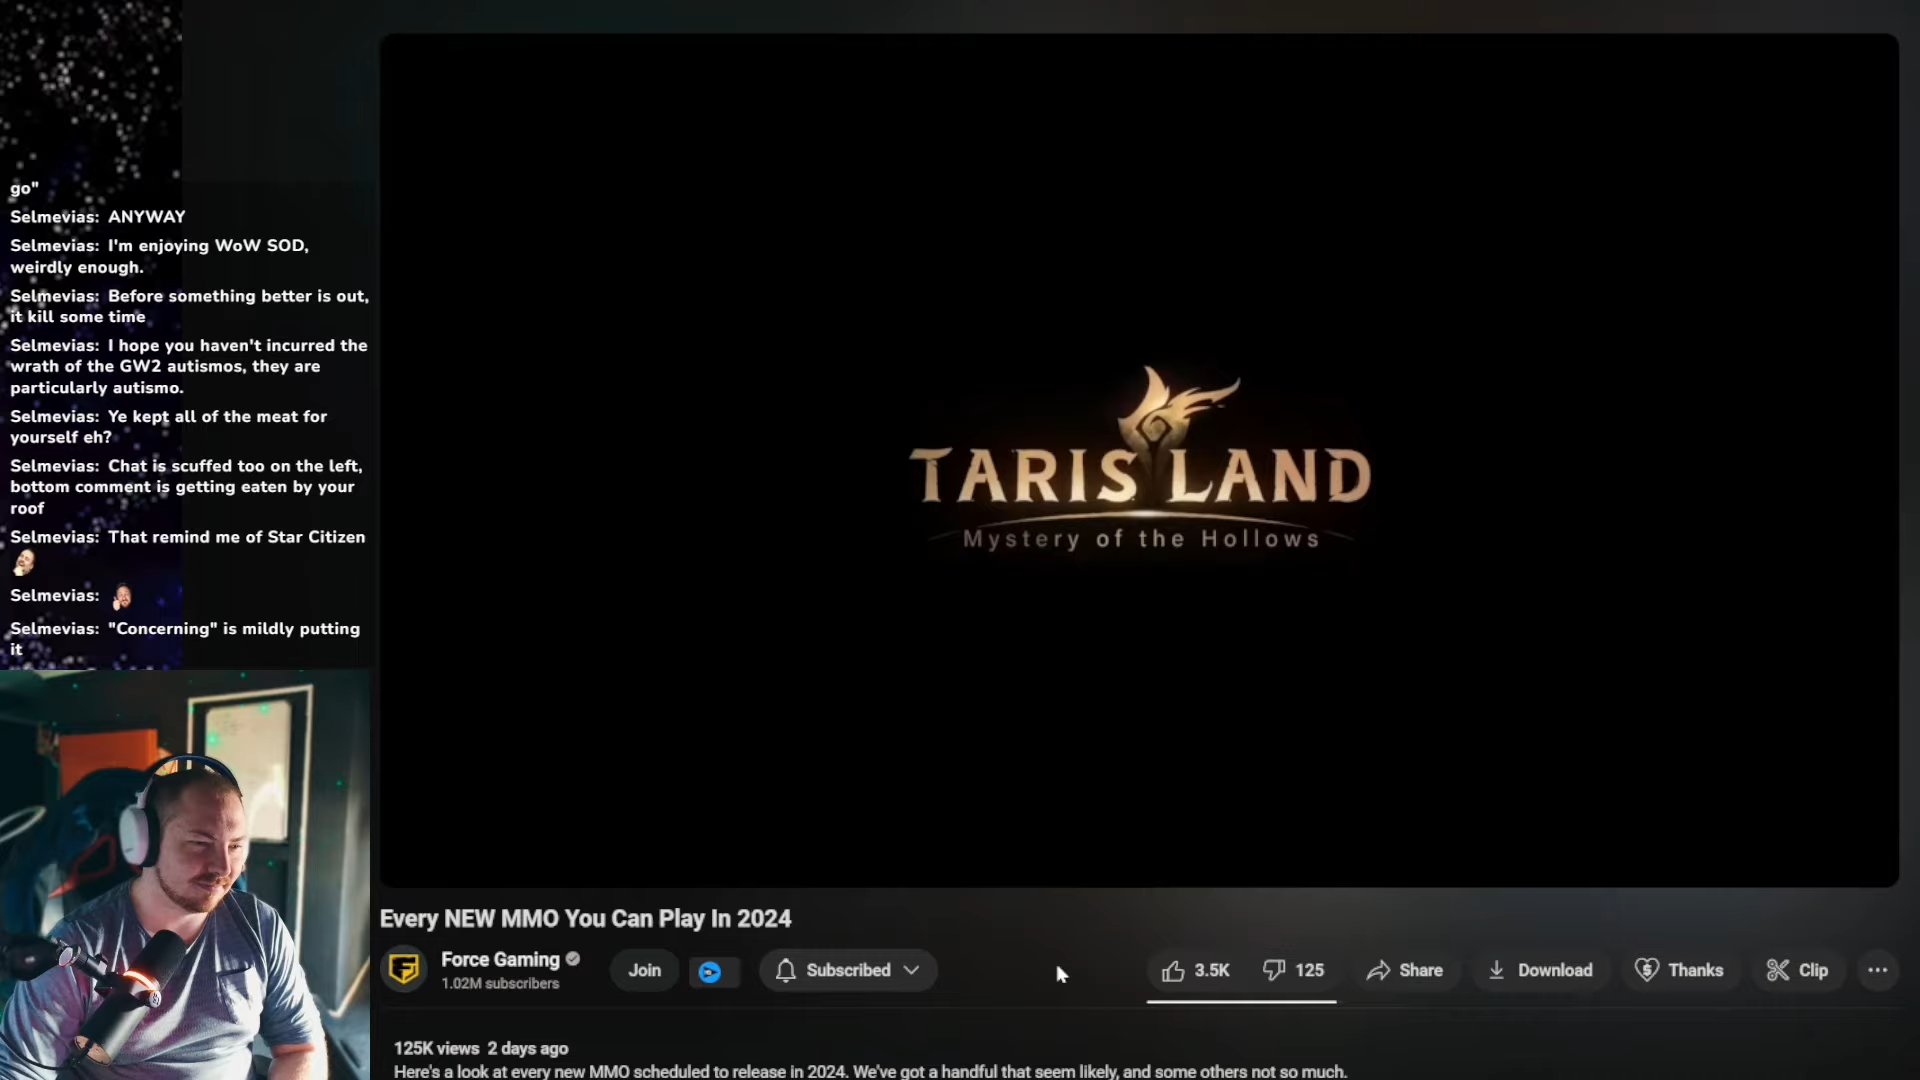 go"
Selmevias: ANYWAY
Selmevias: I'm enjoying WoW SOD,
weirdly enough.
Selmevias: Before something better is out,
it kill some time
Selmevias: I hope you haven't incurred the
wrath of the GW2 autismos, they are
particularly autismo.
Selmevias: Ye kept all of the meat for
yourself eh?
Selmevias: Chat is scuffed too on the left,
bottom comment is getting eaten by your
roof
Selmevias: That remind me of Star Citizen
Selmevias:
Selmevias: "Concerning" is mildly putting
it
TARISLAND
Mystery of the Hollows
Every NEW MMO You Can Play In 2024
Force Gaming
1.02M subscribers
Join
Subscribed
3.5K
125
Share
Download
Thanks
Clip
125K views 2 days ago
Here's a look at every new MMO scheduled to release in 2024. We've got a handful that seem likely, and some others not so much.